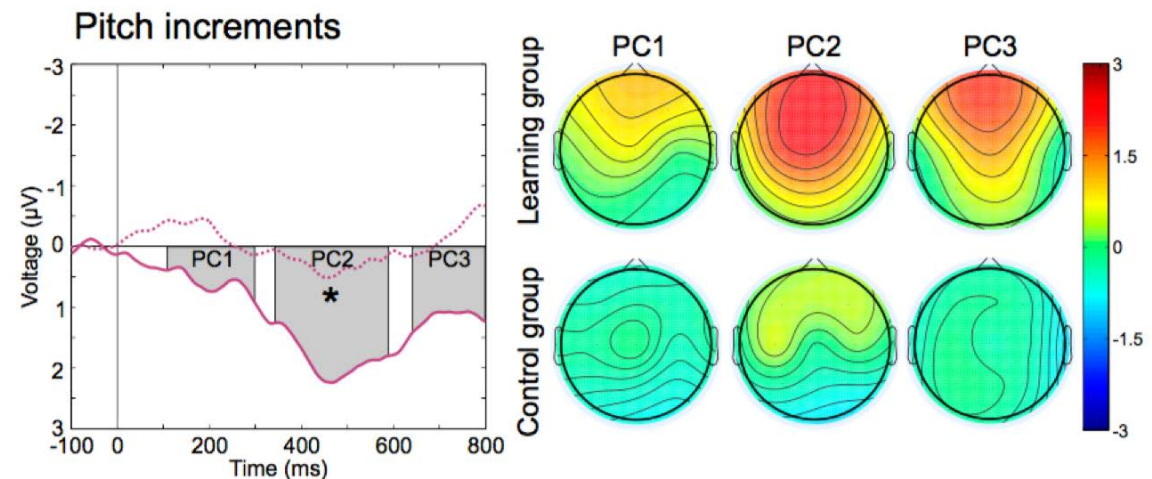 Pitch increments
-3
-2
-1
0
1
2
3
Voltage (µV)
PC1
PC2
PC3
*
-100
0
200
400
600
800
Time (ms)
PC1
PC2
PC3
Learning group
Control group
3
1.5
0
-1.5
-3